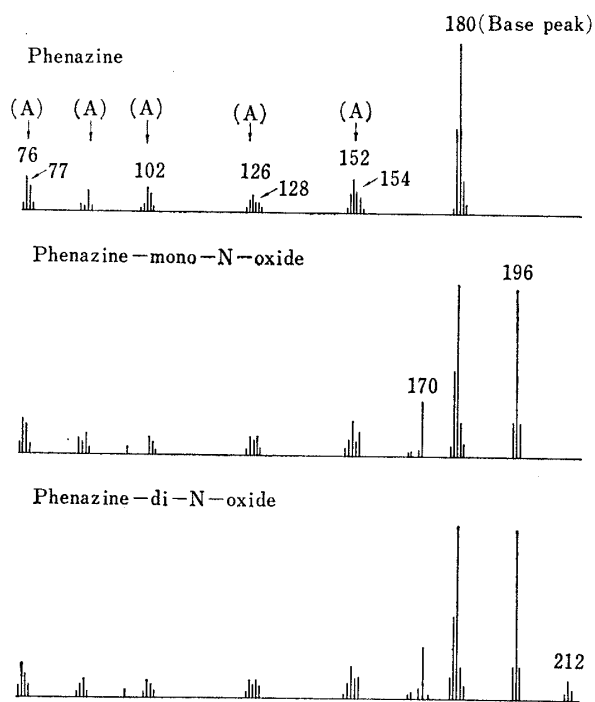 180(Base peak)
Phenazine
(A) (A) (A) (A) (A)
76 77 102 126 128 152 154
Phenazine-mono-N-oxide
196
170
Phenazine-di-N-oxide
212